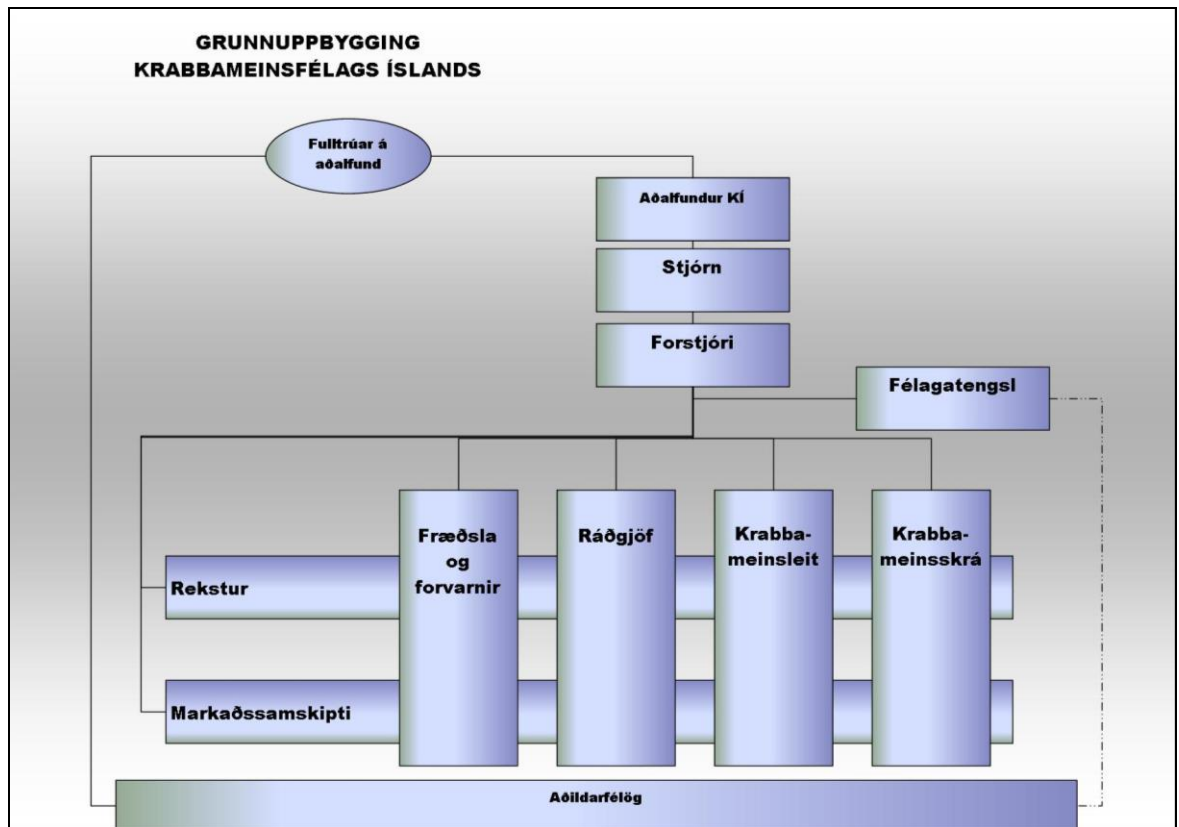 GRUNNUPPBYGGING
KRABBAMEINSFÉLAGS ÍSLANDS
Fulltrúar á
aðalfund
Aðalfundur KÍ
Stjórn
Forstjóri
Félagatengsl
Fræðsla
og
forvarnir
Ráðgjöf
Krabba-
meinsleit
Krabba-
meinsskrá
Rekstur
Markaðssamskipti
Aðildarfélög